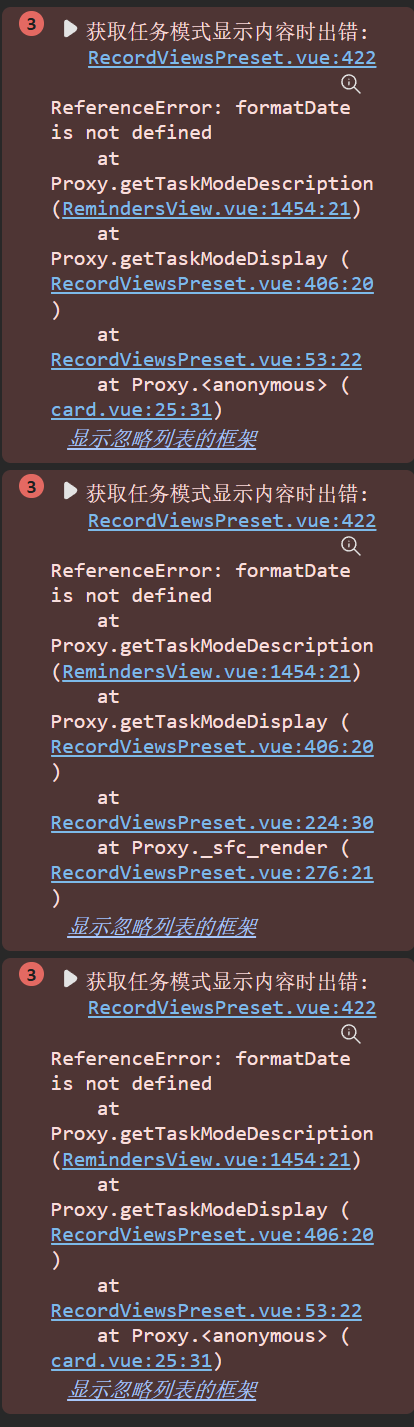 3 ▶ 获取任务模式显示内容时出错:
RecordViewsPreset.vue:422
ReferenceError: formatDate
is not defined
at
Proxy.getTaskModeDescription
(RemindersView.vue:1454:21)
at
Proxy.getTaskModeDisplay (
RecordViewsPreset.vue:406:20
)
at
RecordViewsPreset.vue:53:22
at Proxy.<anonymous> (
card.vue:25:31)
显示忽略列表的框架
3 ▶ 获取任务模式显示内容时出错:
RecordViewsPreset.vue:422
ReferenceError: formatDate
is not defined
at
Proxy.getTaskModeDescription
(RemindersView.vue:1454:21)
at
Proxy.getTaskModeDisplay (
RecordViewsPreset.vue:406:20
)
at
RecordViewsPreset.vue:224:30
at Proxy._sfc_render (
RecordViewsPreset.vue:276:21
)
显示忽略列表的框架
3 ▶ 获取任务模式显示内容时出错:
RecordViewsPreset.vue:422
ReferenceError: formatDate
is not defined
at
Proxy.getTaskModeDescription
(RemindersView.vue:1454:21)
at
Proxy.getTaskModeDisplay (
RecordViewsPreset.vue:406:20
)
at
RecordViewsPreset.vue:53:22
at Proxy.<anonymous> (
card.vue:25:31)
显示忽略列表的框架